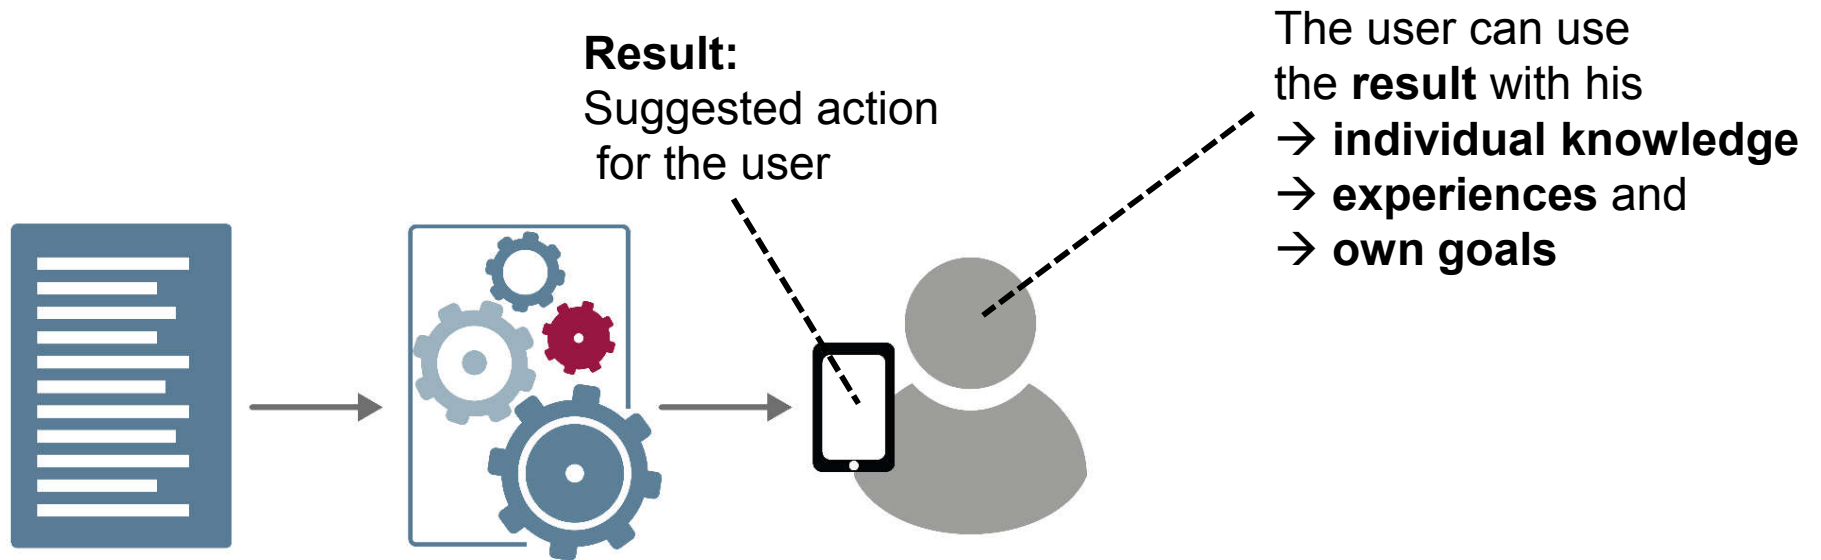 Result:
Suggested action
for the user
The user can use
the result with his
→ individual knowledge
→ experiences and
→ own goals